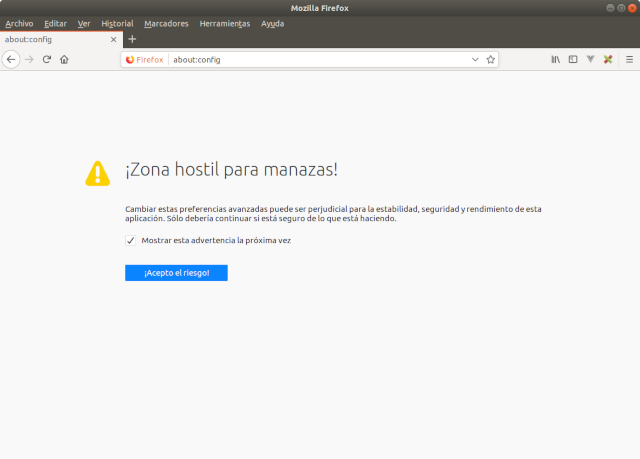 Mozilla Firefox
Archivo Editar Ver Historial Marcadores Herramientas Ayuda
about:config
Firefox about:config
¡Zona hostil para manazas!
Cambiar estas preferencias avanzadas puede ser perjudicial para la estabilidad, seguridad y rendimiento de esta
aplicación. Sólo debería continuar si está seguro de lo que está haciendo.
Mostrar esta advertencia la próxima vez
¡Acepto el riesgo!